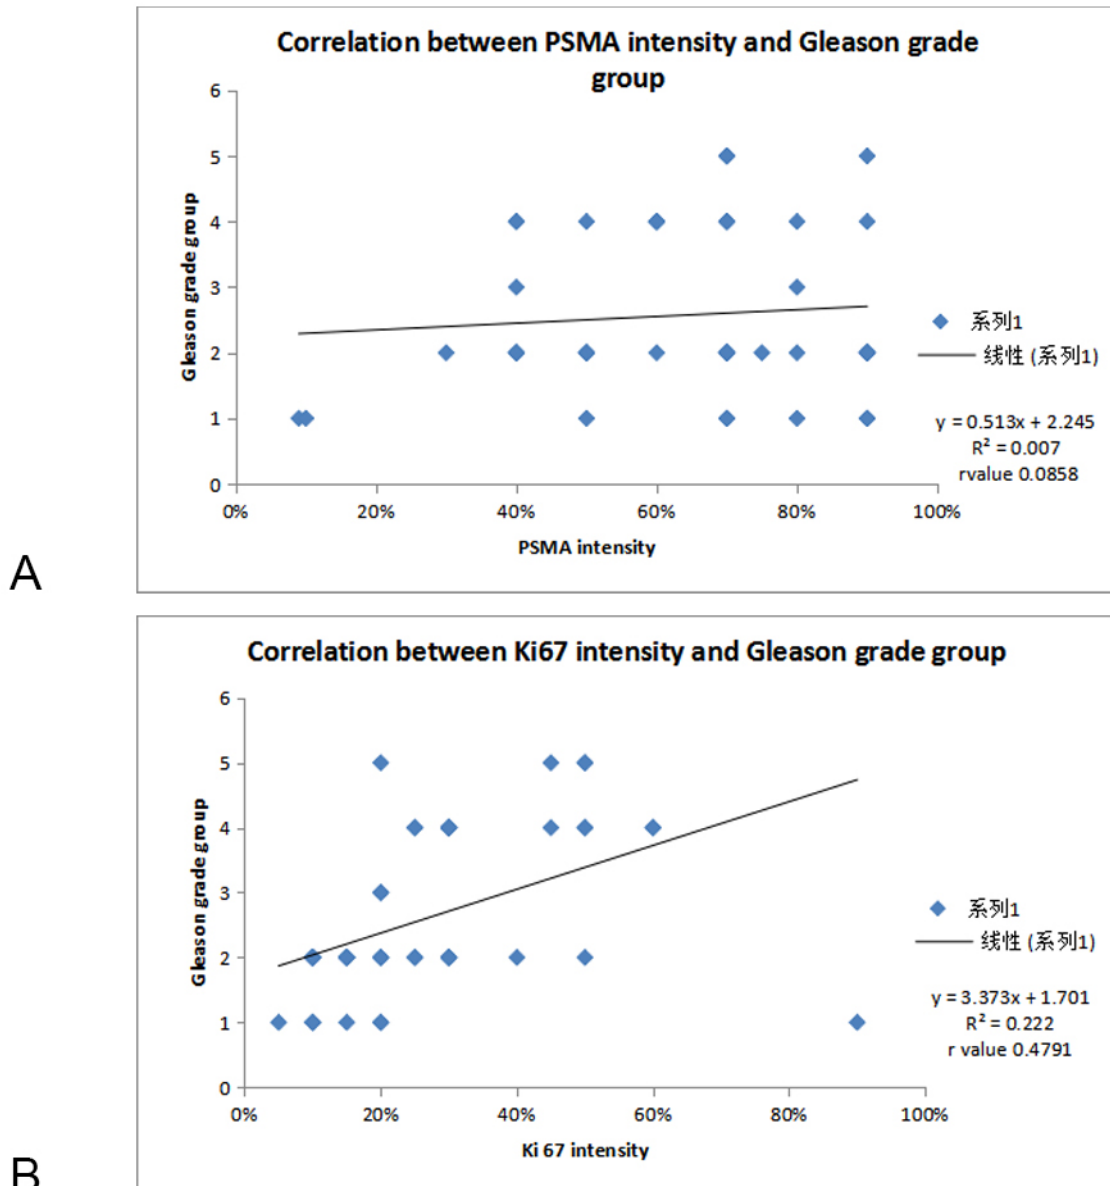 Correlation between PSMA intensity and Gleason grade
group
6
5
4
3
2
1
0
Gleason grade group
0% 20% 40% 60% 80% 100%
PSMA intensity
系列1
线性 (系列1)
y = 0.513x + 2.245
R² = 0.007
rvalue 0.0858
A
Correlation between Ki67 intensity and Gleason grade group
6
5
4
3
2
1
0
Gleason grade group
0% 20% 40% 60% 80% 100%
Ki 67 intensity
系列1
线性 (系列1)
y = 3.373x + 1.701
R² = 0.222
r value 0.4791
B